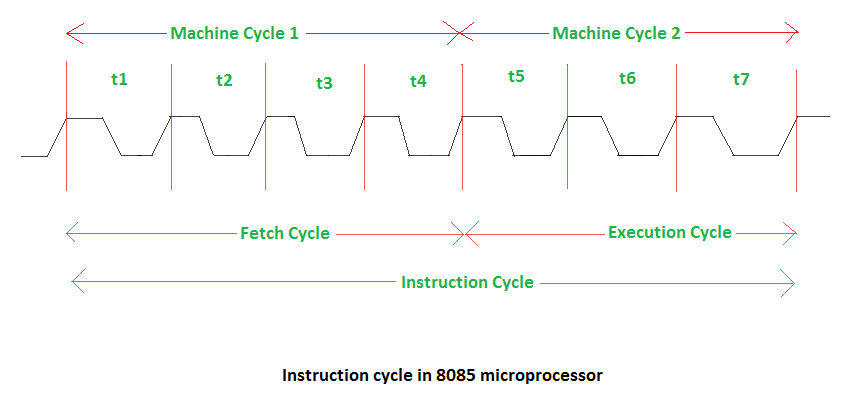 Machine Cycle 1
Machine Cycle 2
t1
t2
t3
t4
t5
t6
t7
Fetch Cycle
Execution Cycle
Instruction Cycle
Instruction cycle in 8085 microprocessor